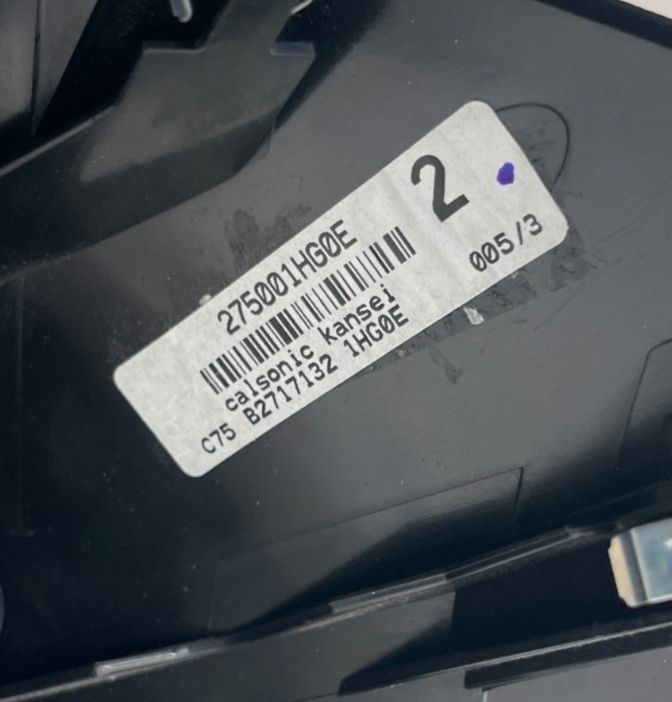 275001HG0E
2
005/3
calsonic kansei
C75 B2717132 1HG0E